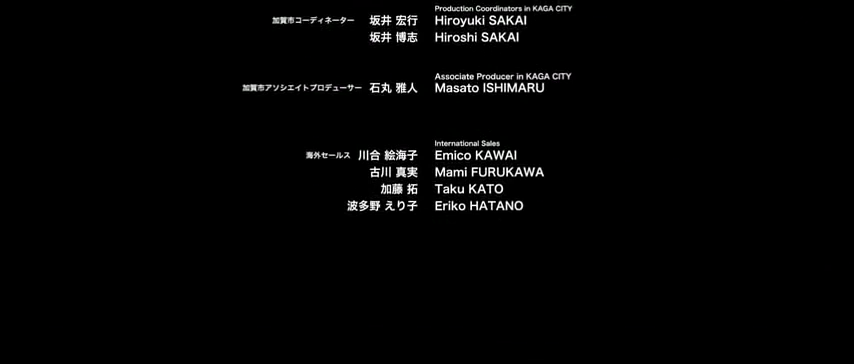 Production Coordinators in KAGA CITY
加賀市コーディネーター 坂井 宏行 Hiroyuki SAKAI
坂井 博志 Hiroshi SAKAI
Associate Producer in KAGA CITY
加賀市アソシエイトプロデューサー 石丸 雅人 Masato ISHIMARU
International Sales
海外セールス 川合 絵海子 Emico KAWAI
古川 真実 Mami FURUKAWA
加藤 拓 Taku KATO
波多野 えり子 Eriko HATANO